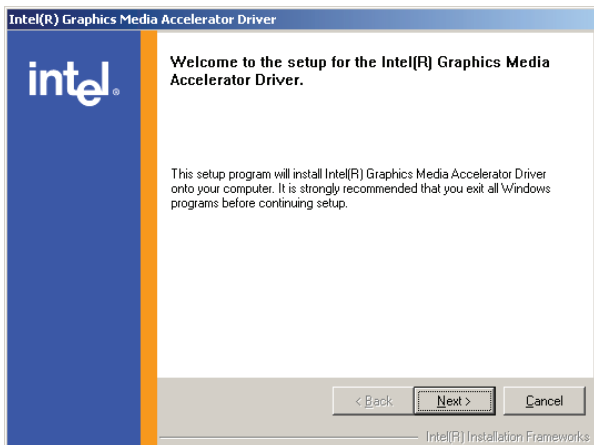 Intel(R) Graphics Media Accelerator Driver
intel.
Welcome to the setup for the Intel(R) Graphics Media
Accelerator Driver.
This setup program will install Intel(R) Graphics Media Accelerator Driver
onto your computer. It is strongly recommended that you exit all Windows
programs before continuing setup.
< Back
Next >
Cancel
Intel(R) Installation Frameworks